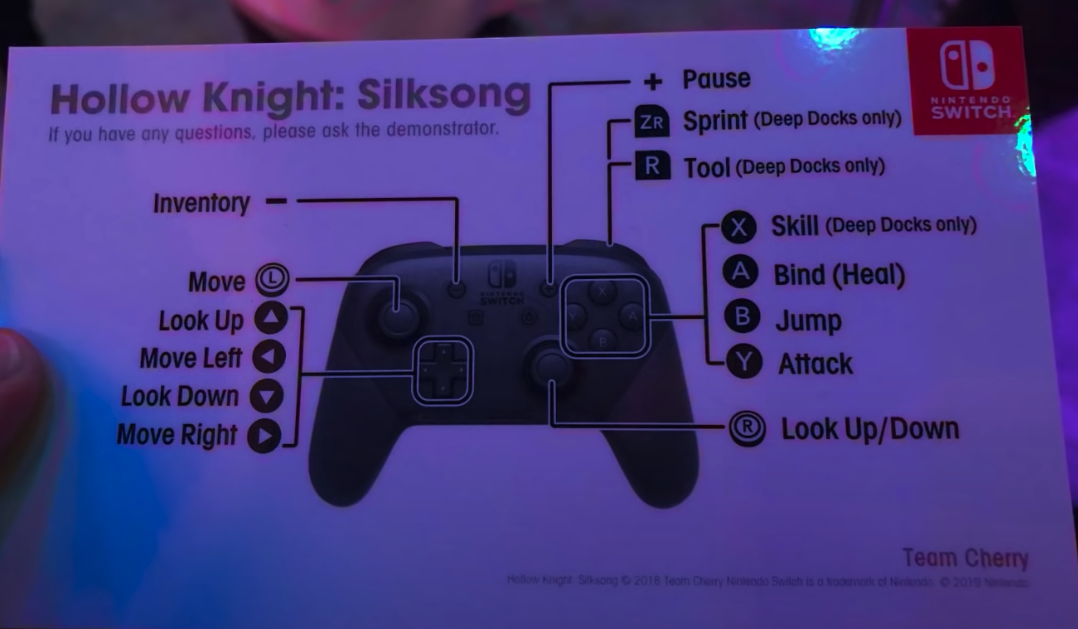 Hollow Knight: Silksong
If you have any questions, please ask the demonstrator.
NINTENDO
SWITCH
+ Pause
ZR Sprint (Deep Docks only)
R Tool (Deep Docks only)
Inventory −
Move L
Look Up
Move Left
Look Down
Move Right
NINTENDO
SWITCH
X
Y
A
B
X Skill (Deep Docks only)
A Bind (Heal)
B Jump
Y Attack
R Look Up/Down
Team Cherry
Hollow Knight: Silksong © 2018 Team Cherry Nintendo Switch is a trademark of Nintendo. © 2019 Nintendo